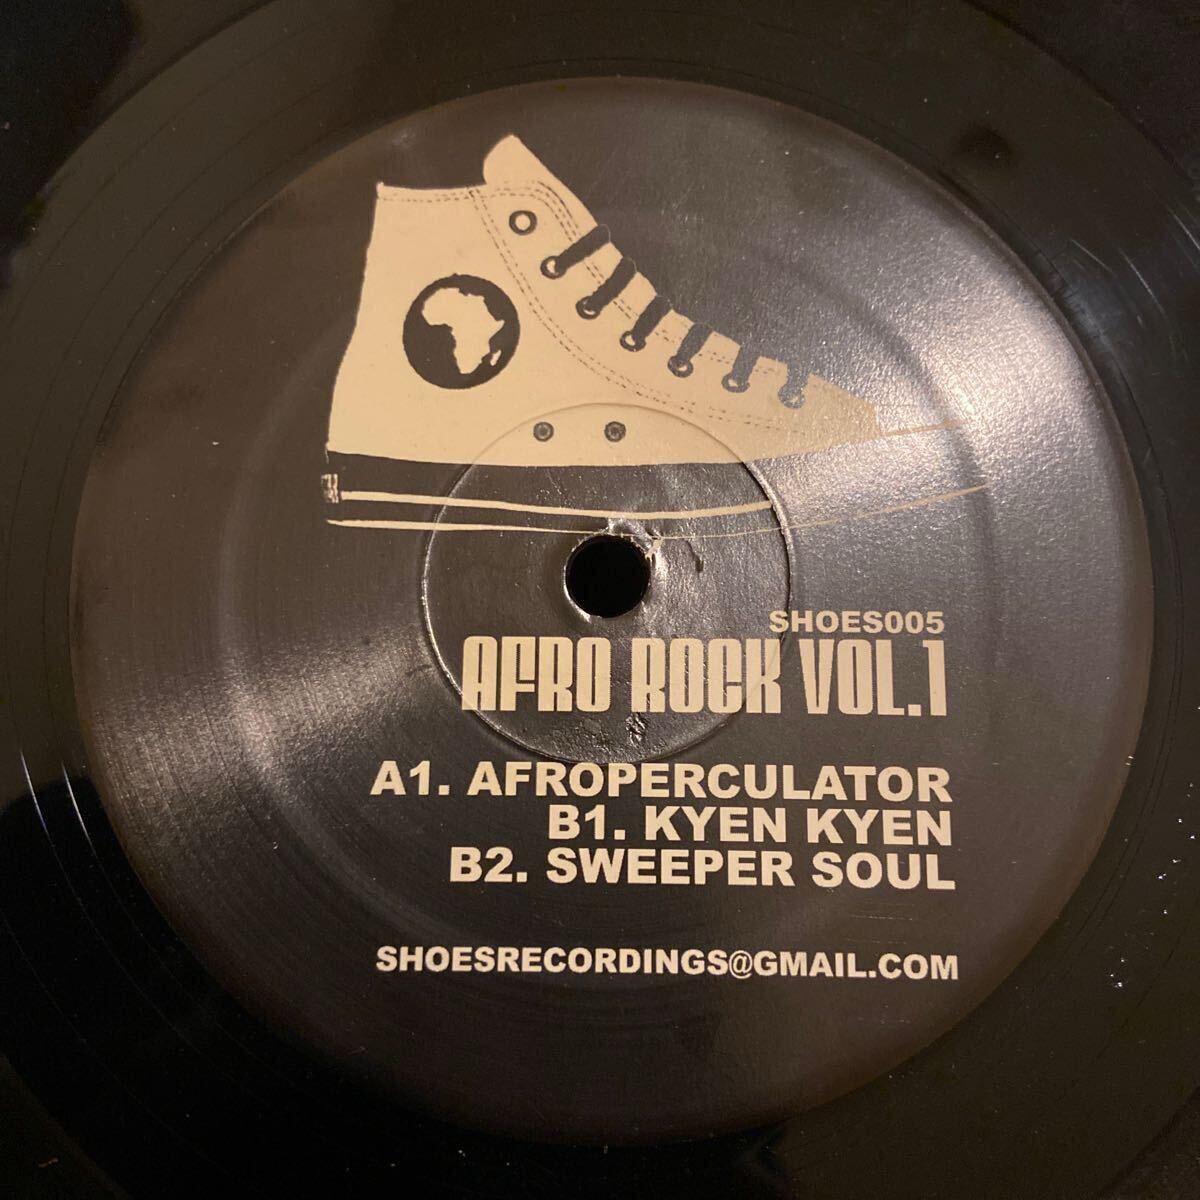 SHOES005
AFRO ROCK VOL.1
A1. AFROPERCULATOR
B1. KYEN KYEN
B2. SWEEPER SOUL
SHOESRECORDINGS@GMAIL.COM